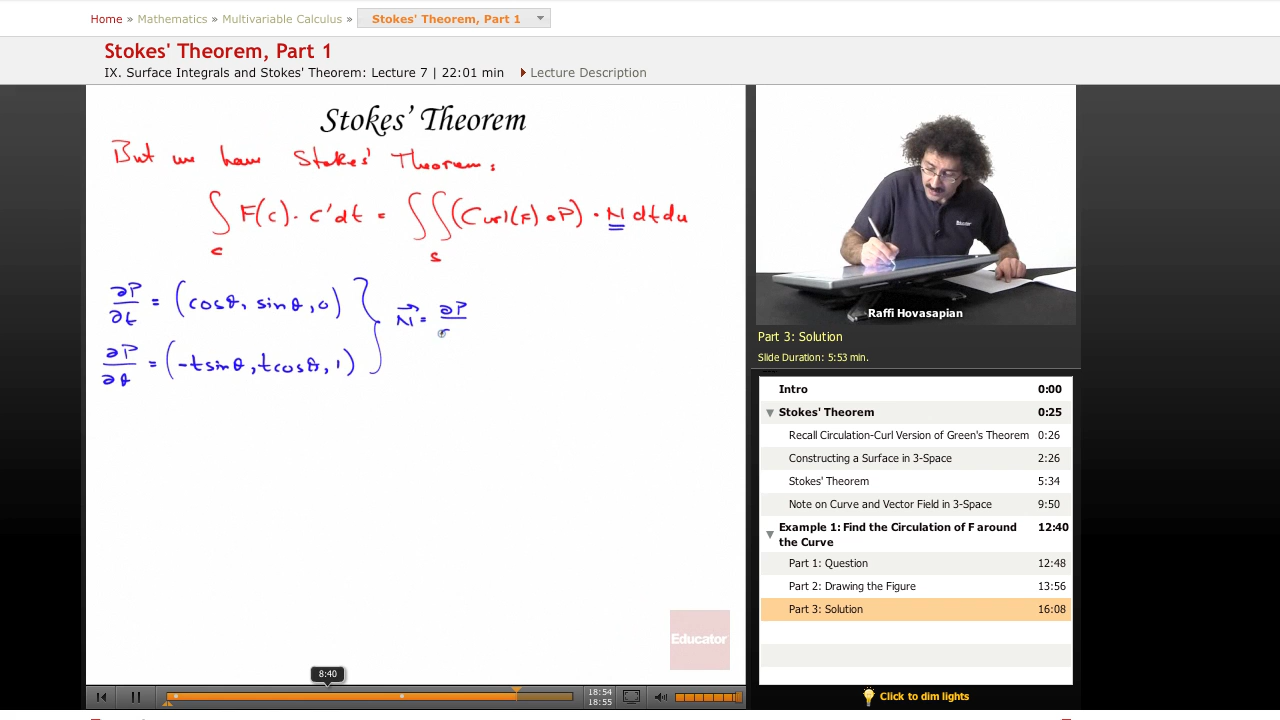 Home » Mathematics » Multivariable Calculus » Stokes' Theorem, Part 1
Stokes' Theorem, Part 1
IX. Surface Integrals and Stokes' Theorem: Lecture 7 | 22:01 min Lecture Description
Stokes' Theorem
But we have Stokes' Theorem.
∫_C F(c) · c' dt = ∫∫_S (Curl(F) ∘ P) · N dt du
∂P/∂t = (cosθ, sinθ, 0)
∂P/∂θ = (-t sinθ, t cosθ, 1)
N = ∂P
Educator
8:40
18:54
18:55
Raffi Hovasapian
Part 3: Solution
Slide Duration: 5:53 min.
Intro 0:00
Stokes' Theorem 0:25
Recall Circulation-Curl Version of Green's Theorem 0:26
Constructing a Surface in 3-Space 2:26
Stokes' Theorem 5:34
Note on Curve and Vector Field in 3-Space 9:50
Example 1: Find the Circulation of F around 12:40
the Curve
Part 1: Question 12:48
Part 2: Drawing the Figure 13:56
Part 3: Solution 16:08
Click to dim lights